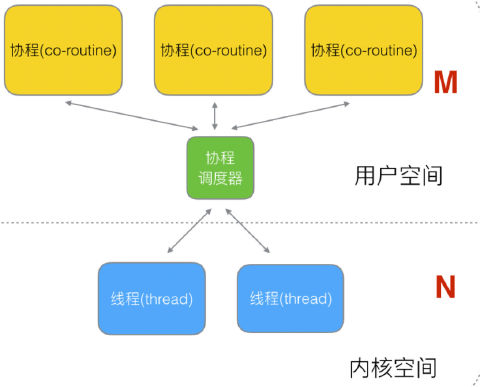 协程(co-routine)
协程(co-routine)
协程(co-routine)
M
协程
调度器
用户空间
线程(thread)
线程(thread)
N
内核空间